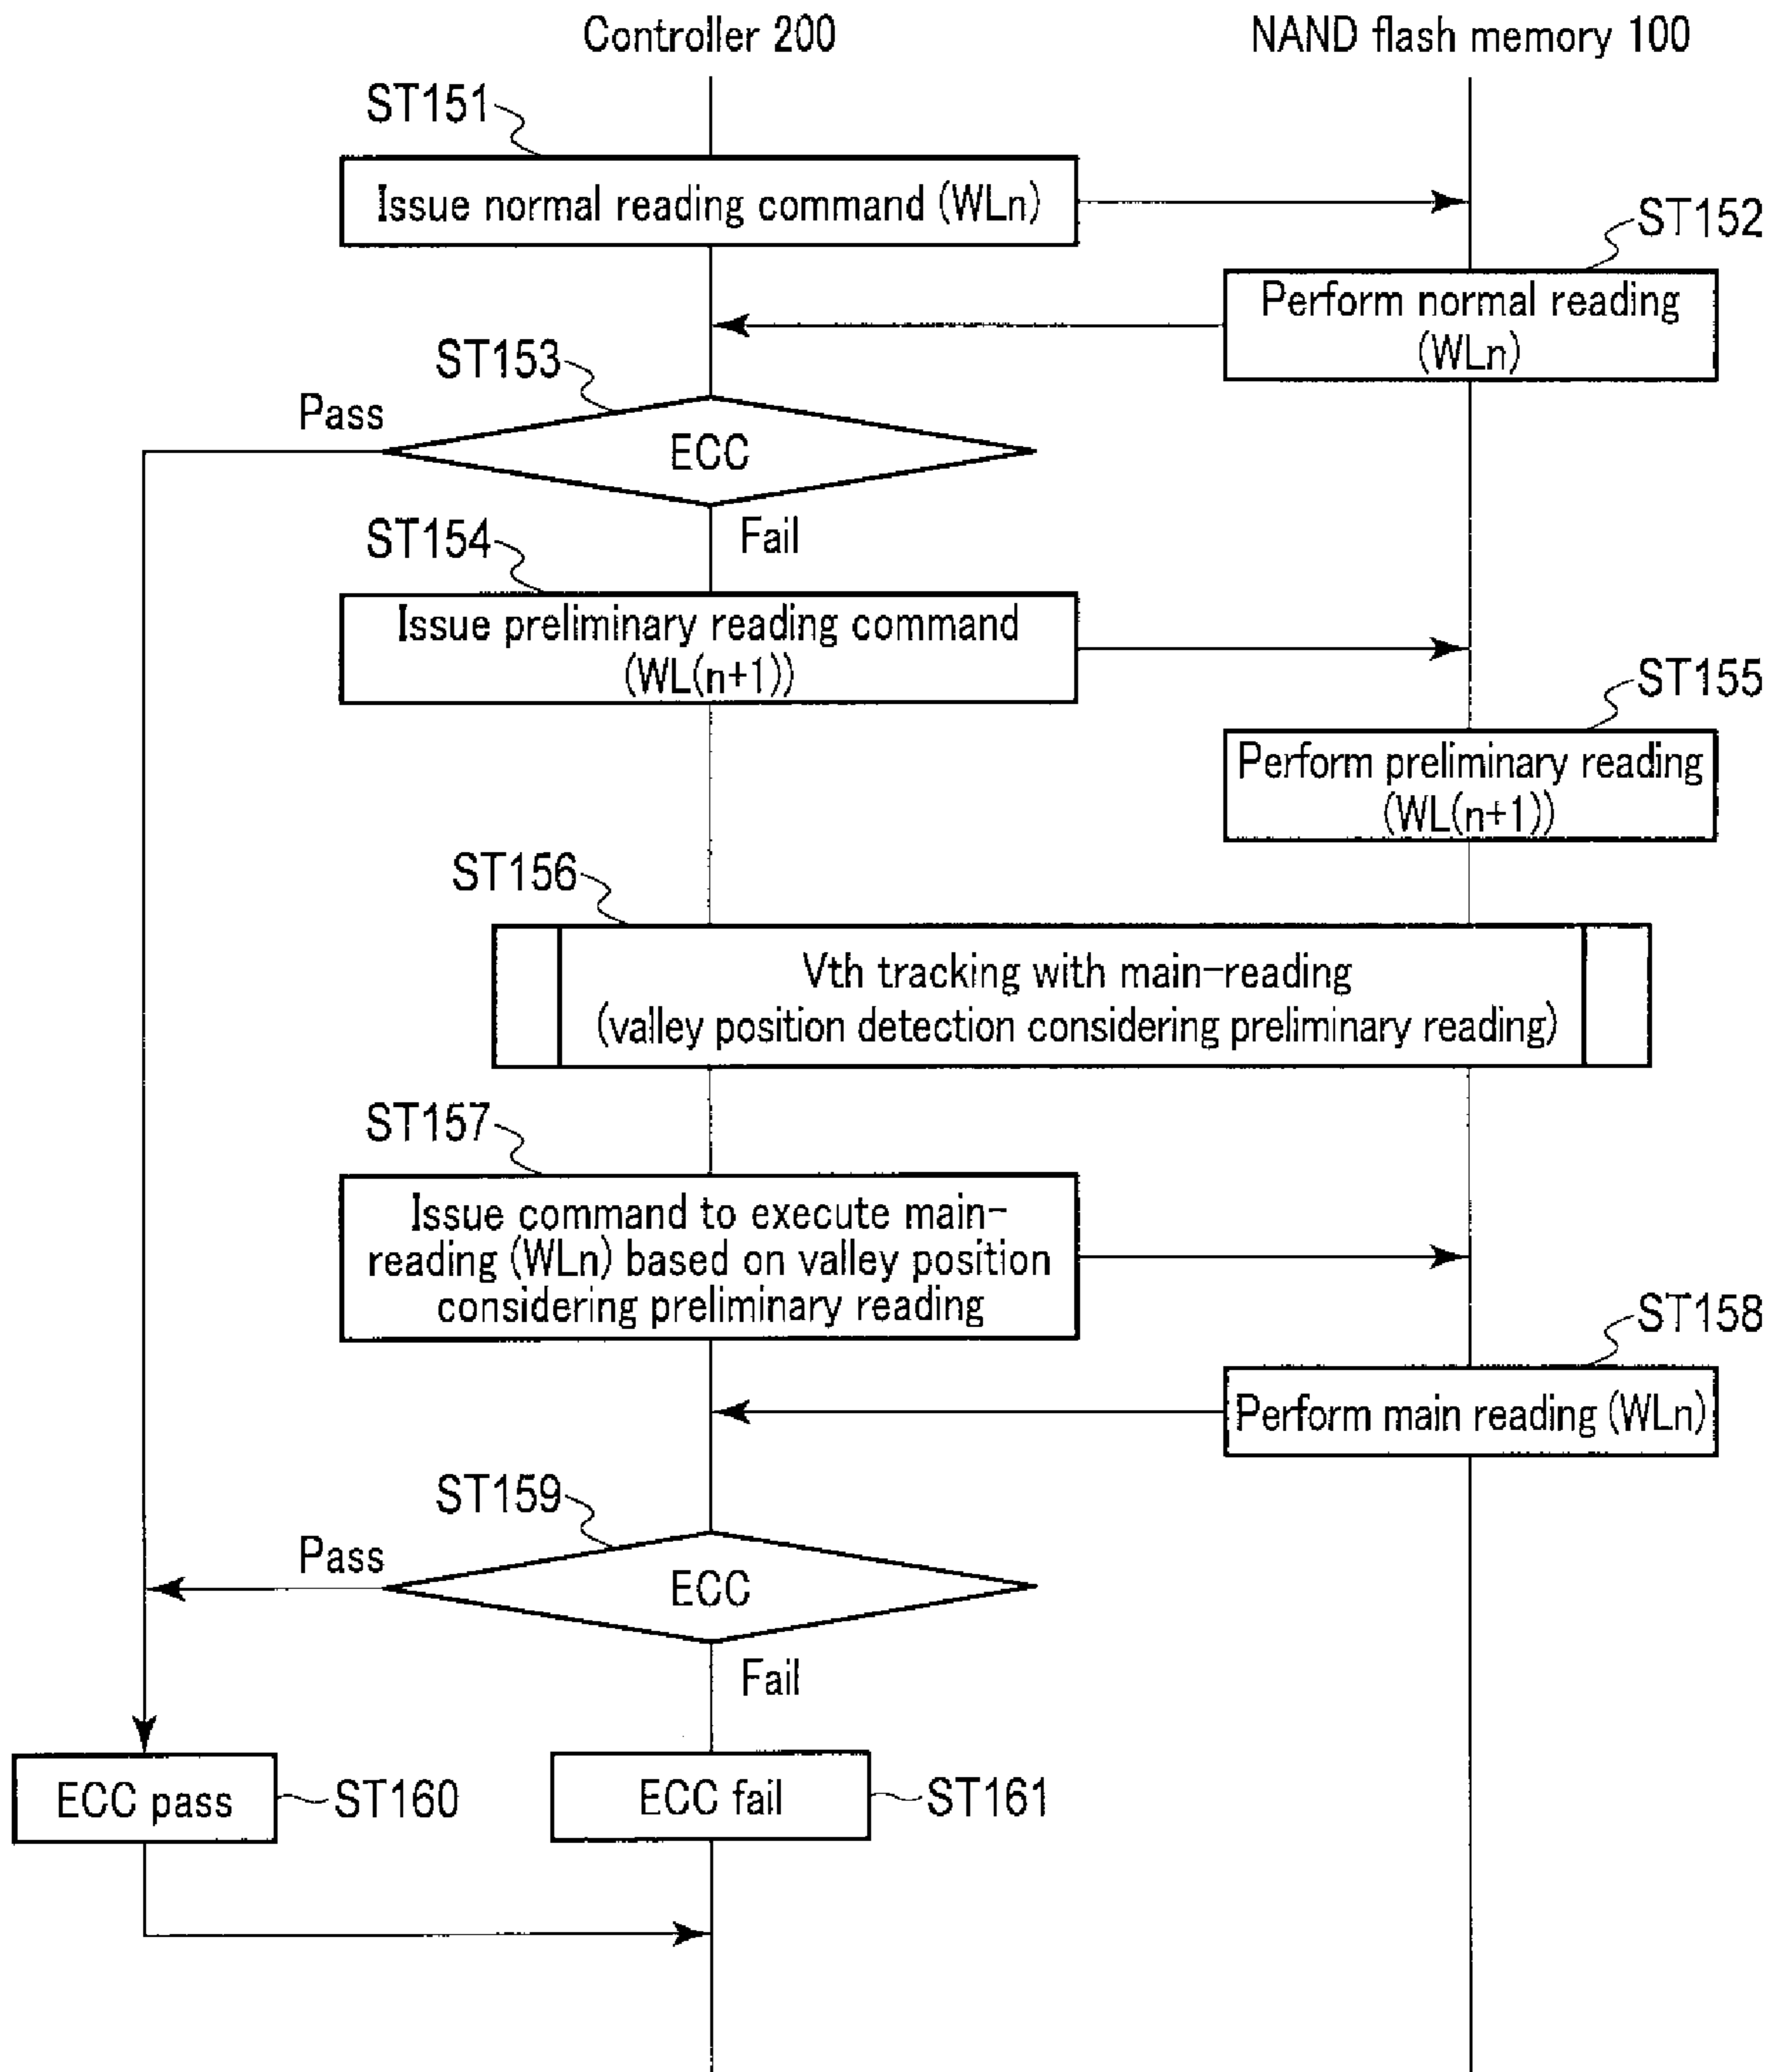 Controller 200
NAND flash memory 100
ST151
Issue normal reading command (WLn)
ST152
Perform normal reading
(WLn)
ST153
Pass
ECC
Fail
ST154
Issue preliminary reading command
(WL(n+1))
ST155
Perform preliminary reading
(WL(n+1))
ST156
Vth tracking with main-reading
(valley position detection considering preliminary reading)
ST157
Issue command to execute main-
reading (WLn) based on valley position
considering preliminary reading
ST158
Perform main reading (WLn)
ST159
Pass
ECC
Fail
ECC pass
ST160
ECC fail
ST161